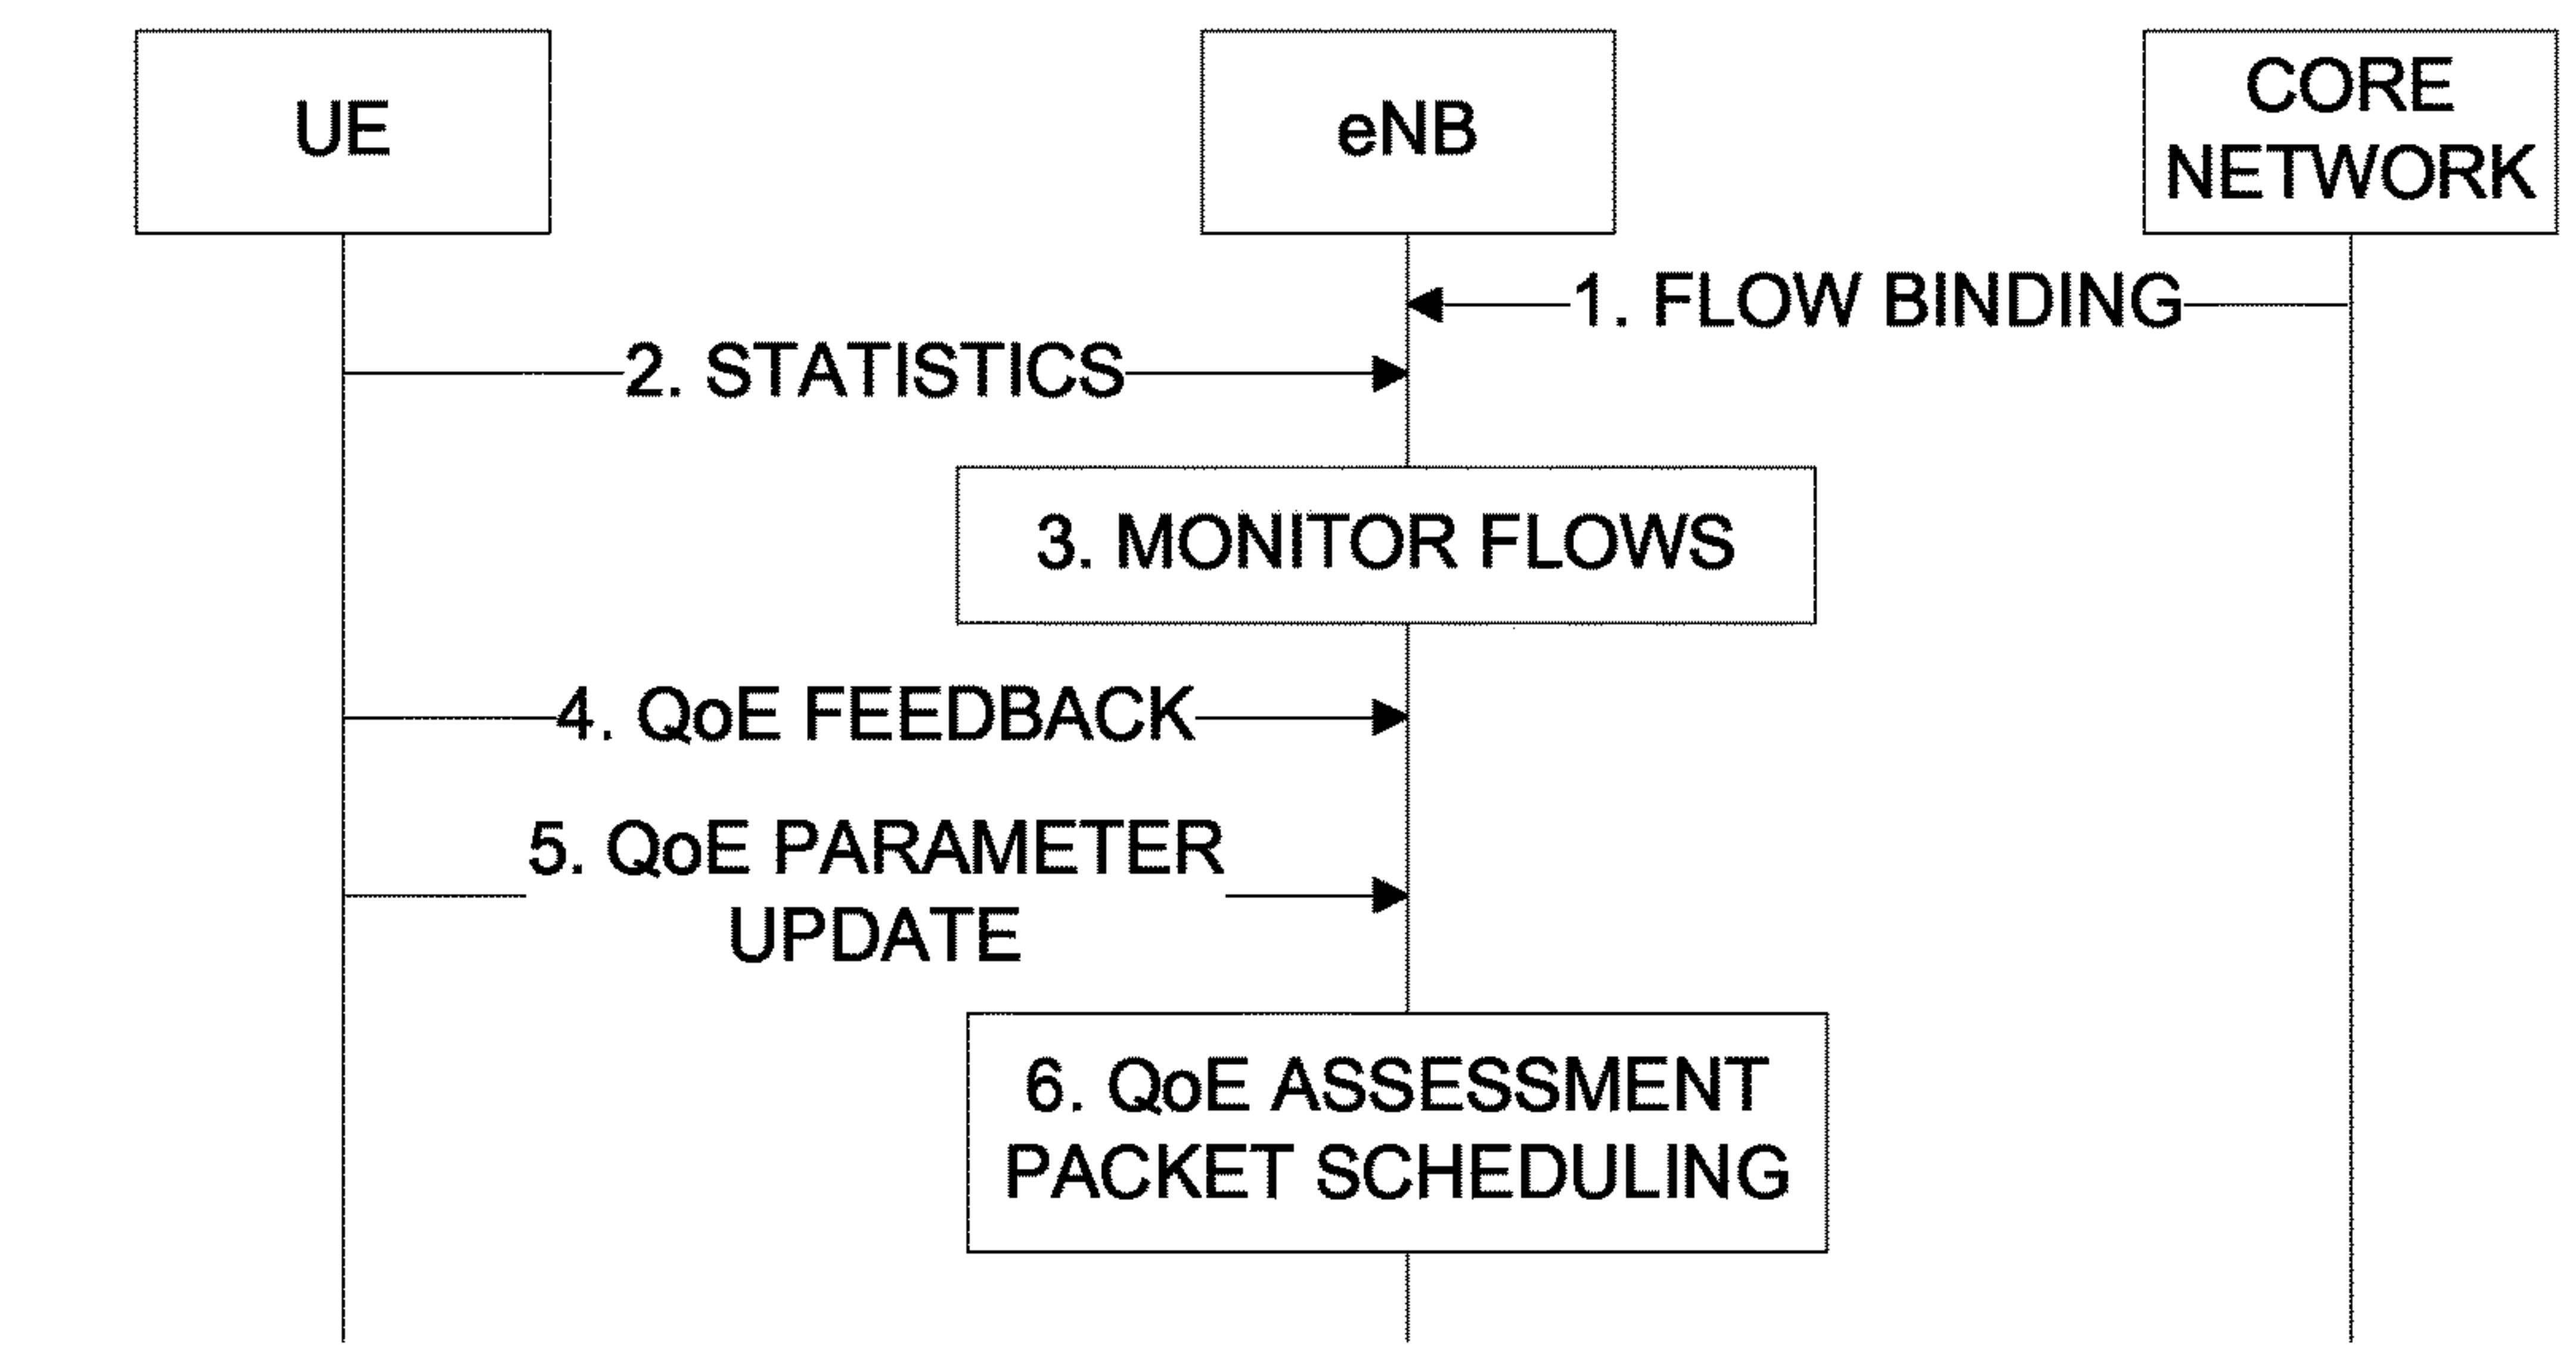 UE
eNB
CORE
NETWORK
1. FLOW BINDING
2. STATISTICS
3. MONITOR FLOWS
4. QoE FEEDBACK
5. QoE PARAMETER
UPDATE
6. QoE ASSESSMENT
PACKET SCHEDULING